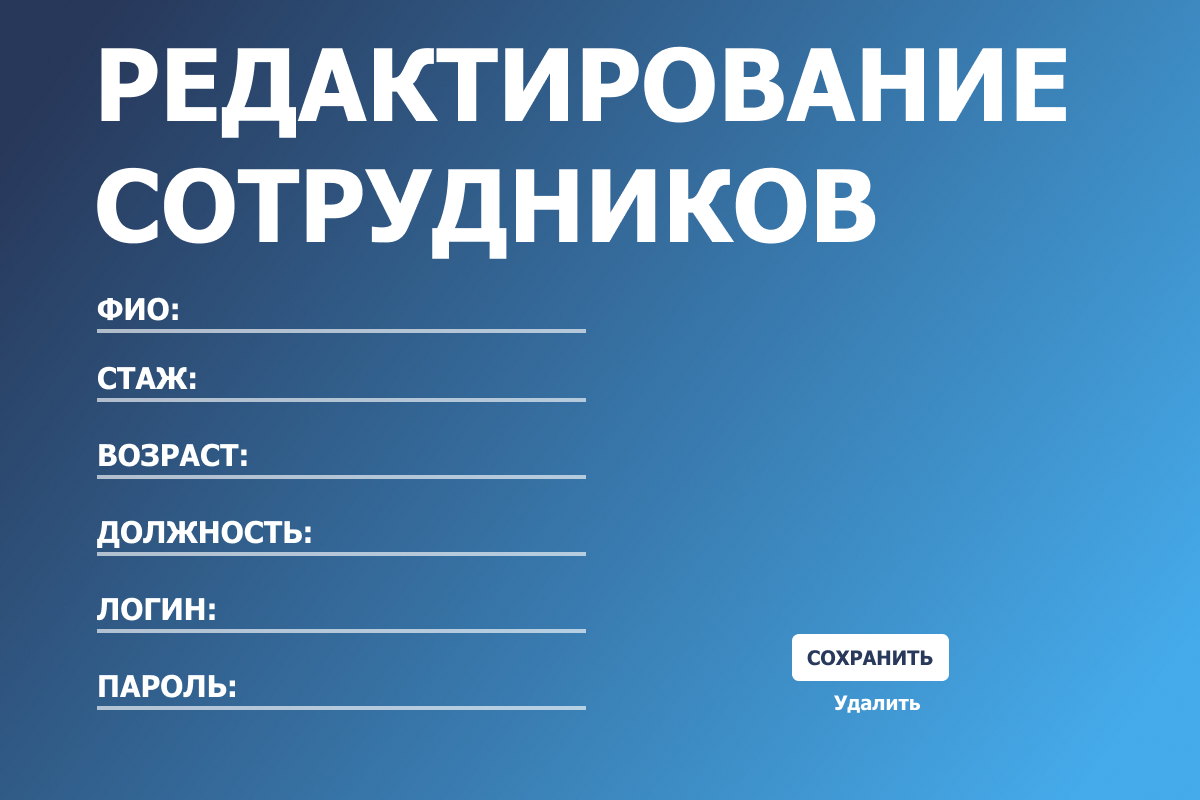 РЕДАКТИРОВАНИЕ
СОТРУДНИКОВ
ФИО:
СТАЖ:
ВОЗРАСТ:
ДОЛЖНОСТЬ:
ЛОГИН:
ПАРОЛЬ:
СОХРАНИТЬ
Удалить